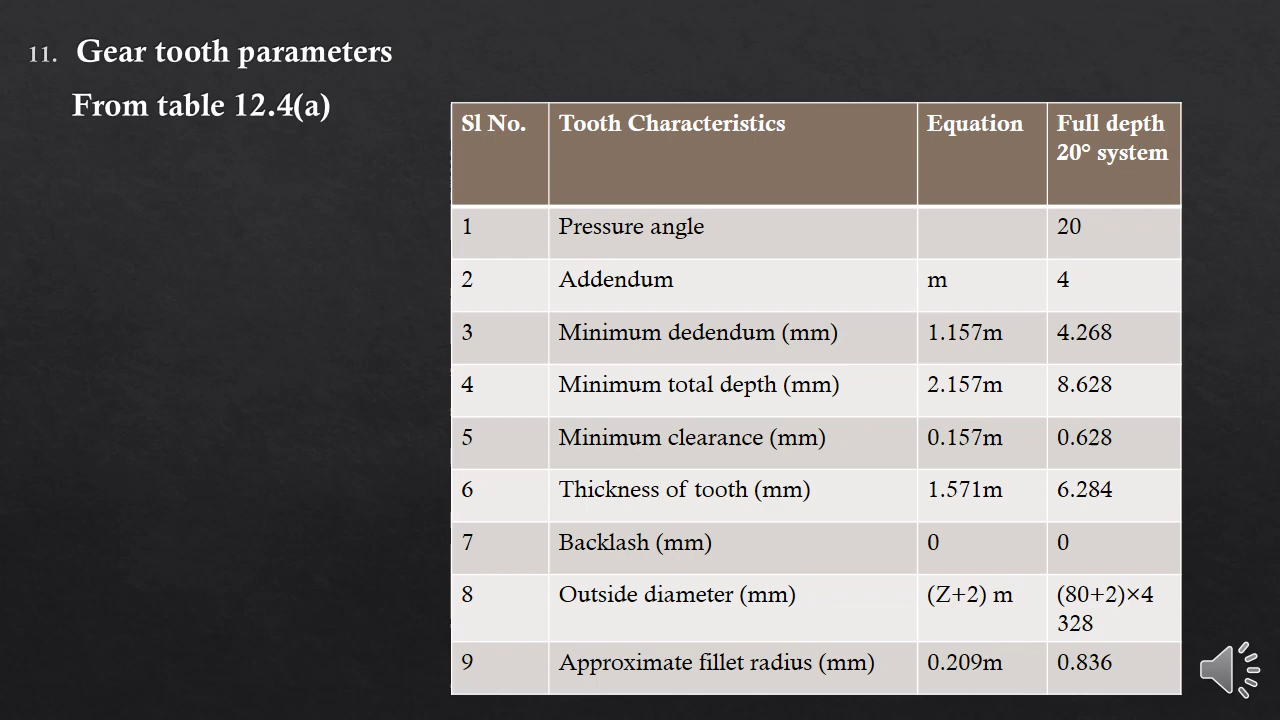 11. Gear tooth parameters
From table 12.4(a)
Sl No. Tooth Characteristics Equation Full depth
20° system
1 Pressure angle 20
2 Addendum m 4
3 Minimum dedendum (mm) 1.157m 4.268
4 Minimum total depth (mm) 2.157m 8.628
5 Minimum clearance (mm) 0.157m 0.628
6 Thickness of tooth (mm) 1.571m 6.284
7 Backlash (mm) 0 0
8 Outside diameter (mm) (Z+2) m (80+2)×4
328
9 Approximate fillet radius (mm) 0.209m 0.836